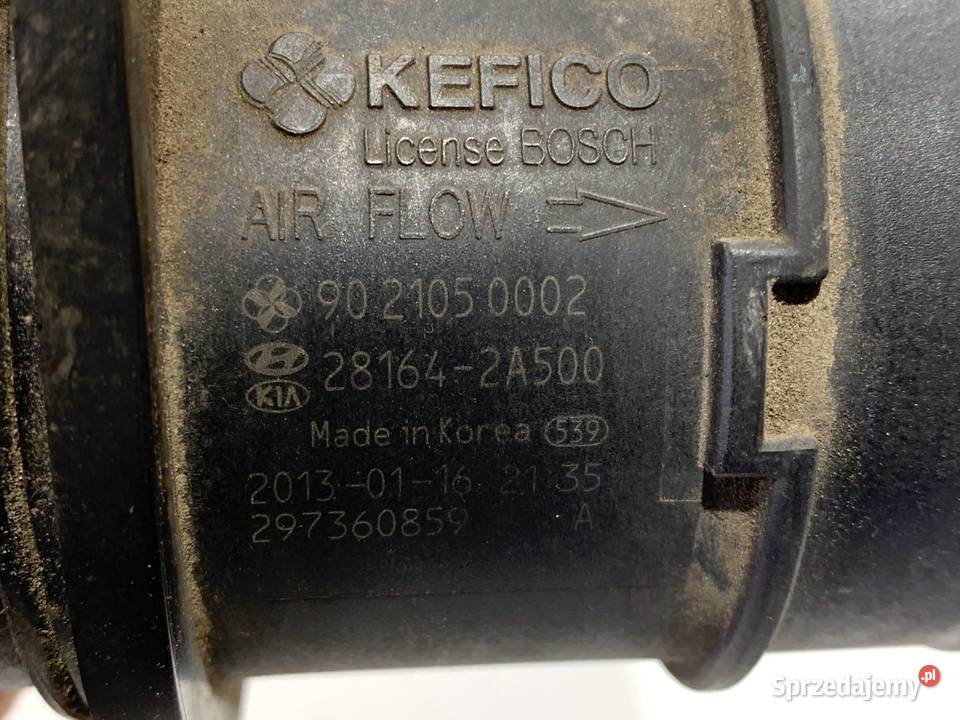 KEFICO
License BOSCH
AIR FLOW
90 2105 0002
28164-2A500
KIA
Made in Korea 539
2013-01-16 21:35
297360859 A
Sprzedajemy.pl